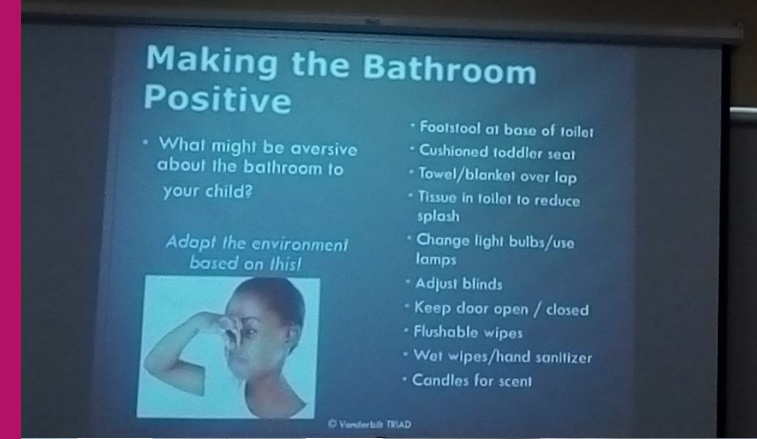 Making the Bathroom
Positive
• What might be aversive
about the bathroom to
your child?
Adapt the environment
based on this!
• Footstool at base of toilet
• Cushioned toddler seat
• Towel/blanket over lap
• Tissue in toilet to reduce
splash
• Change light bulbs/use
lamps
• Adjust blinds
• Keep door open / closed
• Flushable wipes
• Wet wipes/hand sanitizer
• Candles for scent
© Vanderbilt TRIAD